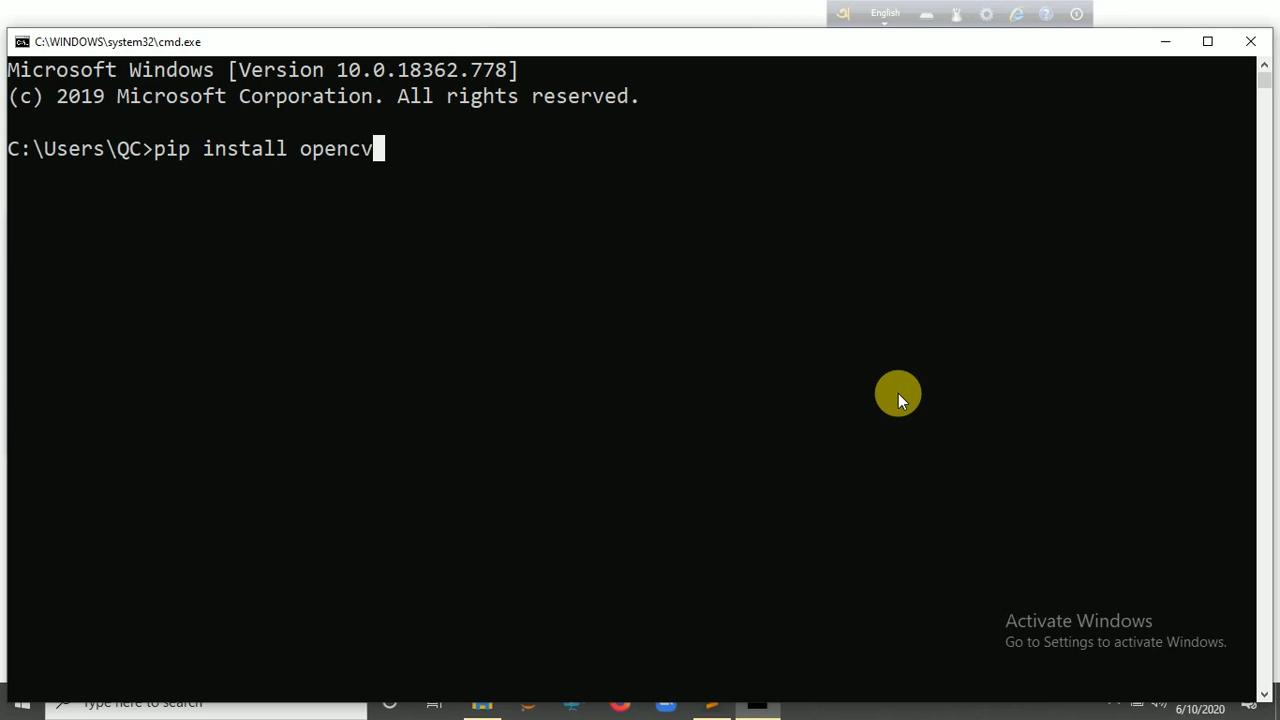 অ English
C:\WINDOWS\system32\cmd.exe
Microsoft Windows [Version 10.0.18362.778]
(c) 2019 Microsoft Corporation. All rights reserved.
C:\Users\QC>pip install opencv
Activate Windows
Go to Settings to activate Windows.
Type here to search
6/10/2020